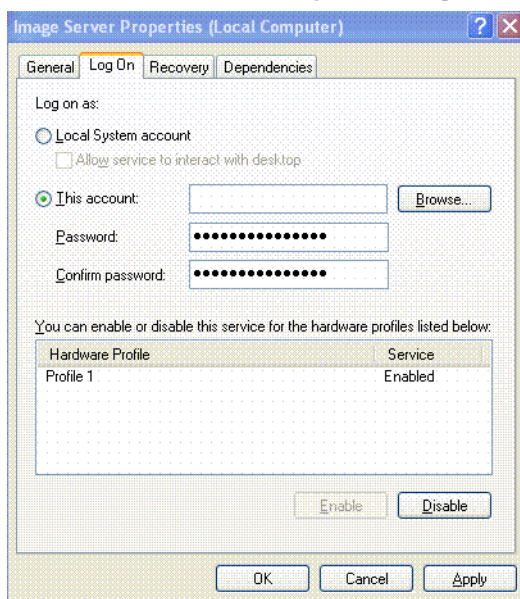 Image Server Properties (Local Computer)
General Log On Recovery Dependencies
Log on as:
Local System account
Allow service to interact with desktop
This account: Browse...
Password: ●●●●●●●●●●●●●●●
Confirm password: ●●●●●●●●●●●●●●●
You can enable or disable this service for the hardware profiles listed below:
Hardware Profile Service
Profile 1 Enabled
Enable Disable
OK Cancel Apply